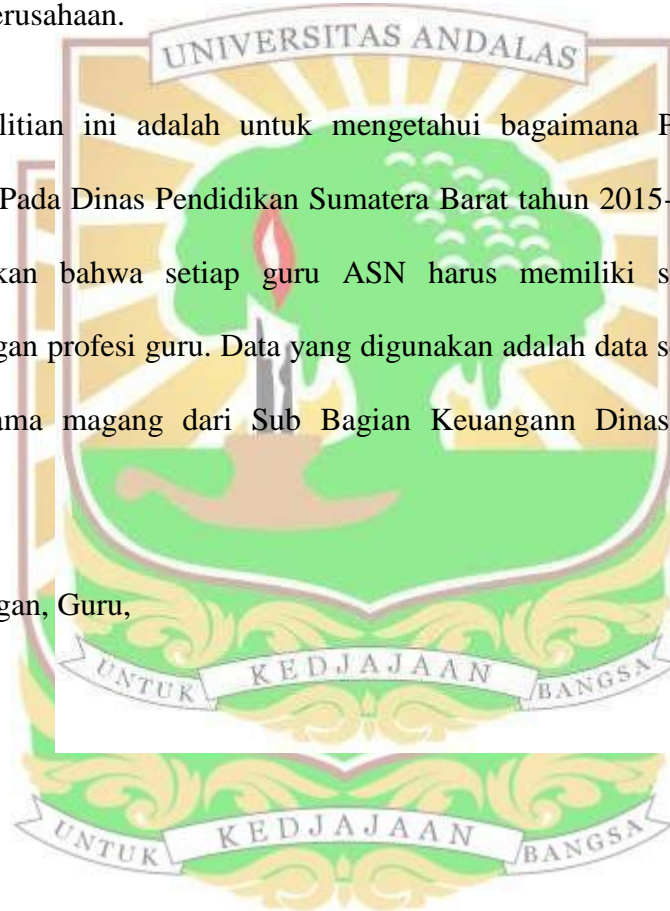 erusahaan.
UNIVERSITAS ANDALAS
litian ini adalah untuk mengetahui bagaimana P
Pada Dinas Pendidikan Sumatera Barat tahun 2015-
kan bahwa setiap guru ASN harus memiliki s
gan profesi guru. Data yang digunakan adalah data s
ama magang dari Sub Bagian Keuangann Dinas
gan, Guru,
UNTUK KEDJAJAAN BANGSA
UNTUK KEDJAJAAN BANGSA